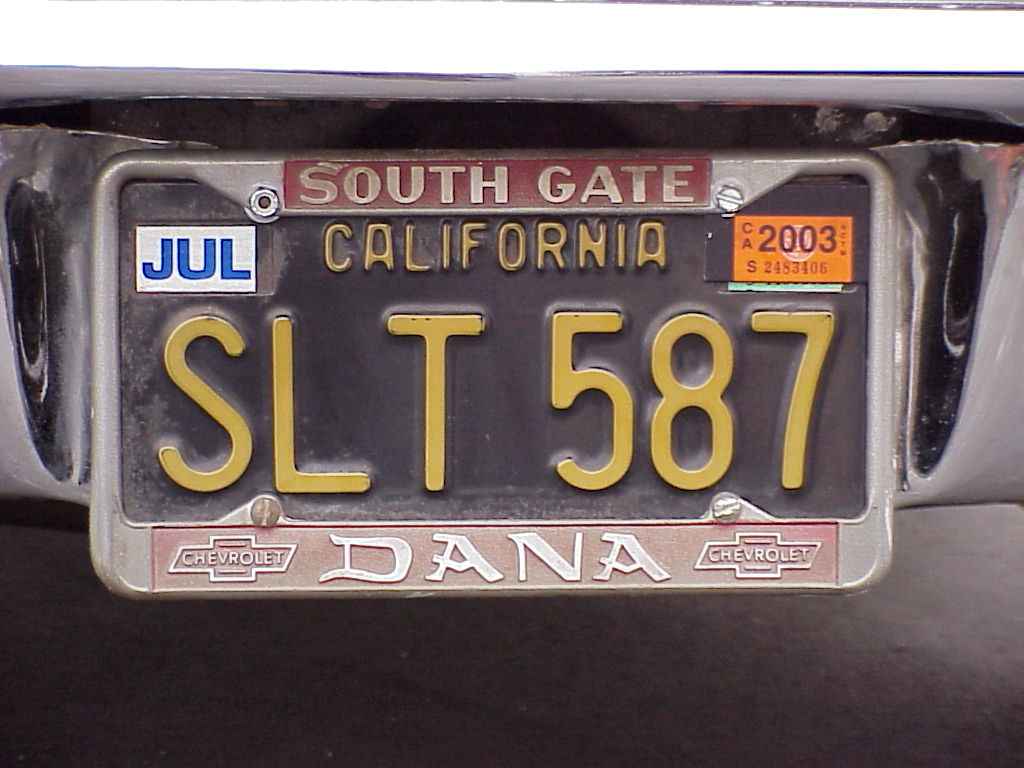 SOUTH GATE
CALIFORNIA
JUL
CA 2003
S 2483406
SLT 587
CHEVROLET DANA CHEVROLET